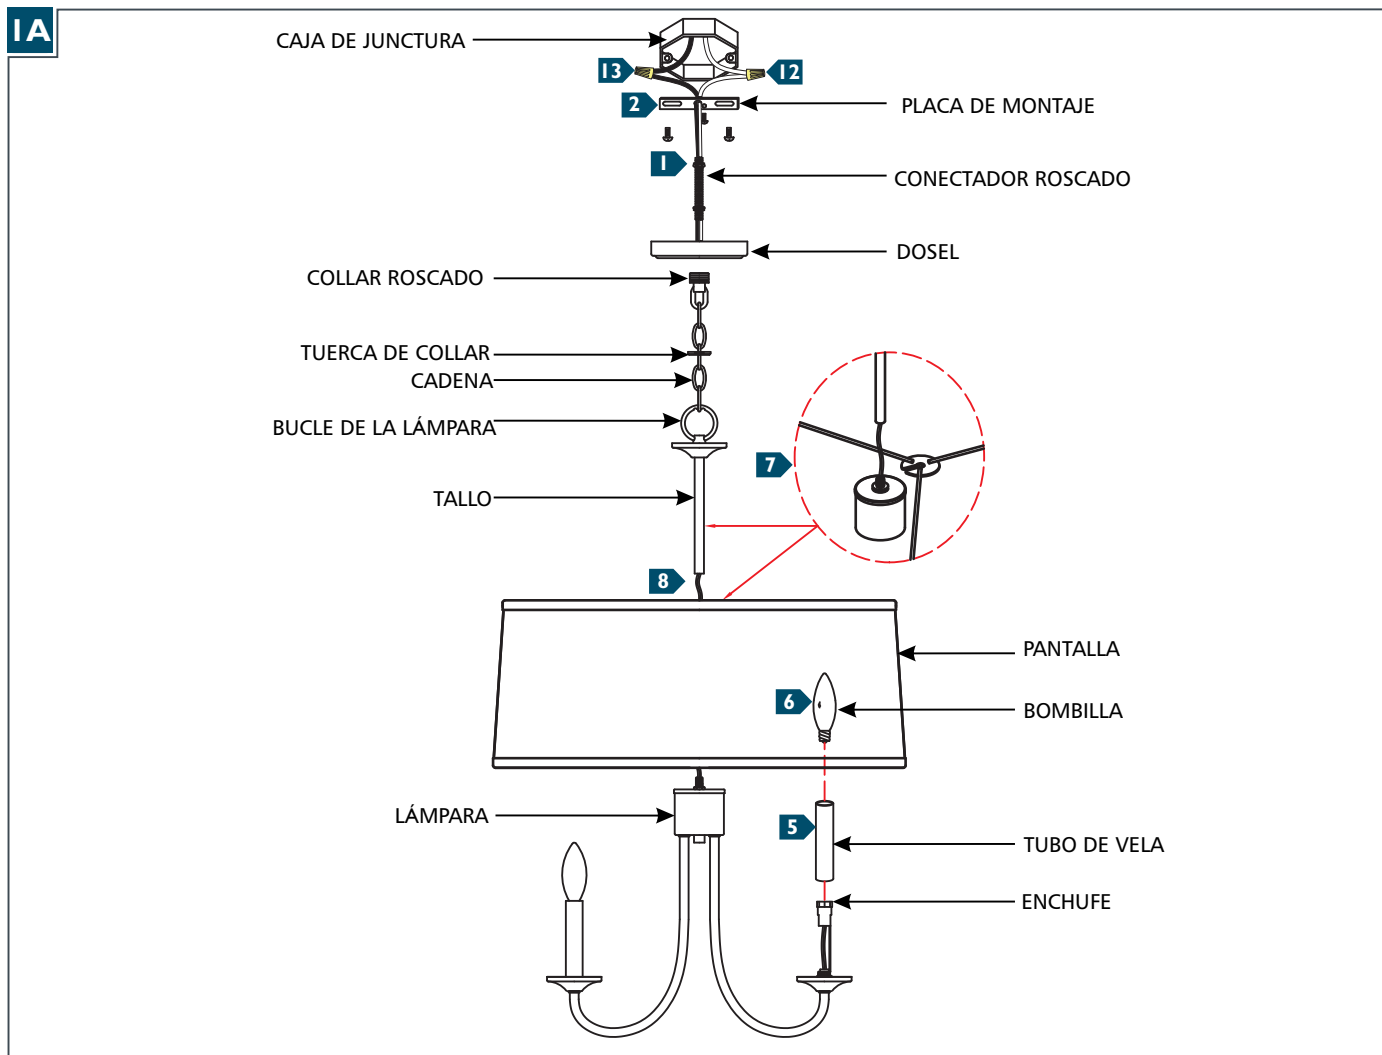 1A
CAJA DE JUNCTURA
13
12
2
PLACA DE MONTAJE
1
CONECTADOR ROSCADO
DOSEL
COLLAR ROSCADO
TUERCA DE COLLAR
CADENA
BUCLE DE LA LÁMPARA
7
TALLO
8
PANTALLA
6
BOMBILLA
LÁMPARA
5
TUBO DE VELA
ENCHUFE